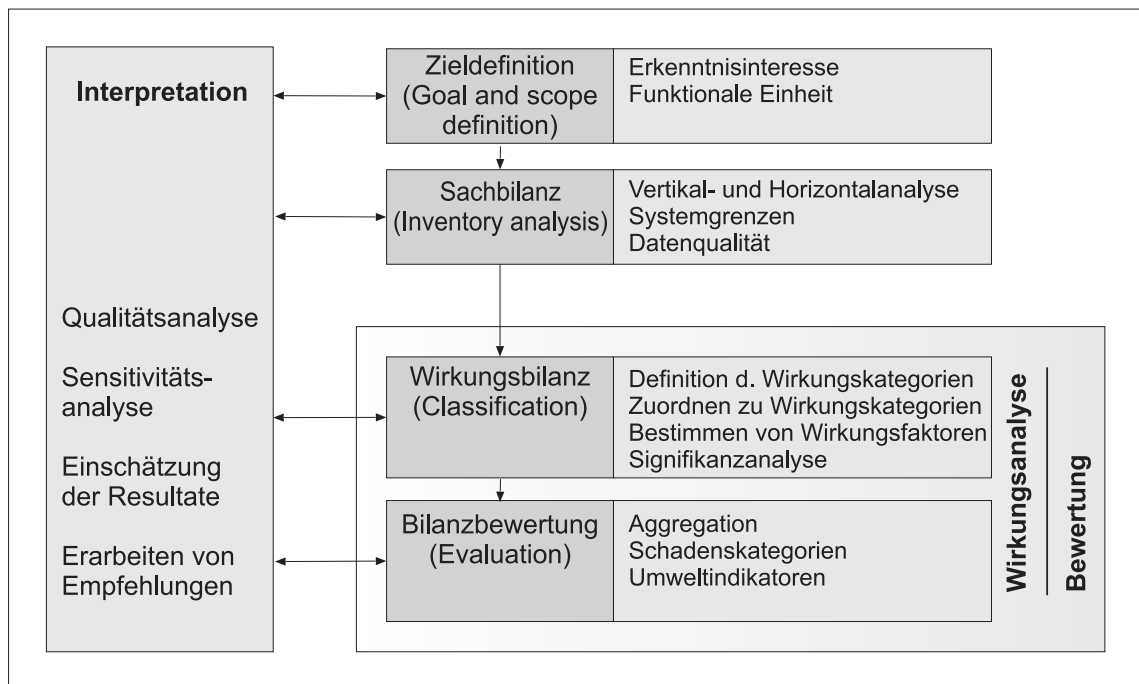 Interpretation
Qualitätsanalyse
Sensitivitäts-
analyse
Einschätzung
der Resultate
Erarbeiten von
Empfehlungen
Zieldefinition
(Goal and scope
definition)
Erkenntnisinteresse
Funktionale Einheit
Sachbilanz
(Inventory analysis)
Vertikal- und Horizontalanalyse
Systemgrenzen
Datenqualität
Wirkungsbilanz
(Classification)
Definition d. Wirkungskategorien
Zuordnen zu Wirkungskategorien
Bestimmen von Wirkungsfaktoren
Signifikanzanalyse
Bilanzbewertung
(Evaluation)
Aggregation
Schadenskategorien
Umweltindikatoren
Wirkungsanalyse
Bewertung